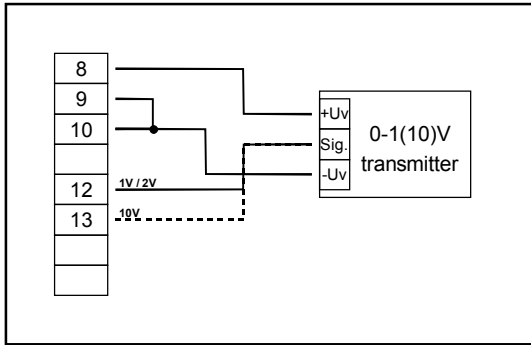 8
9
10
12
13
1V / 2V
10V
+Uv
Sig.
-Uv
0-1(10)V
transmitter